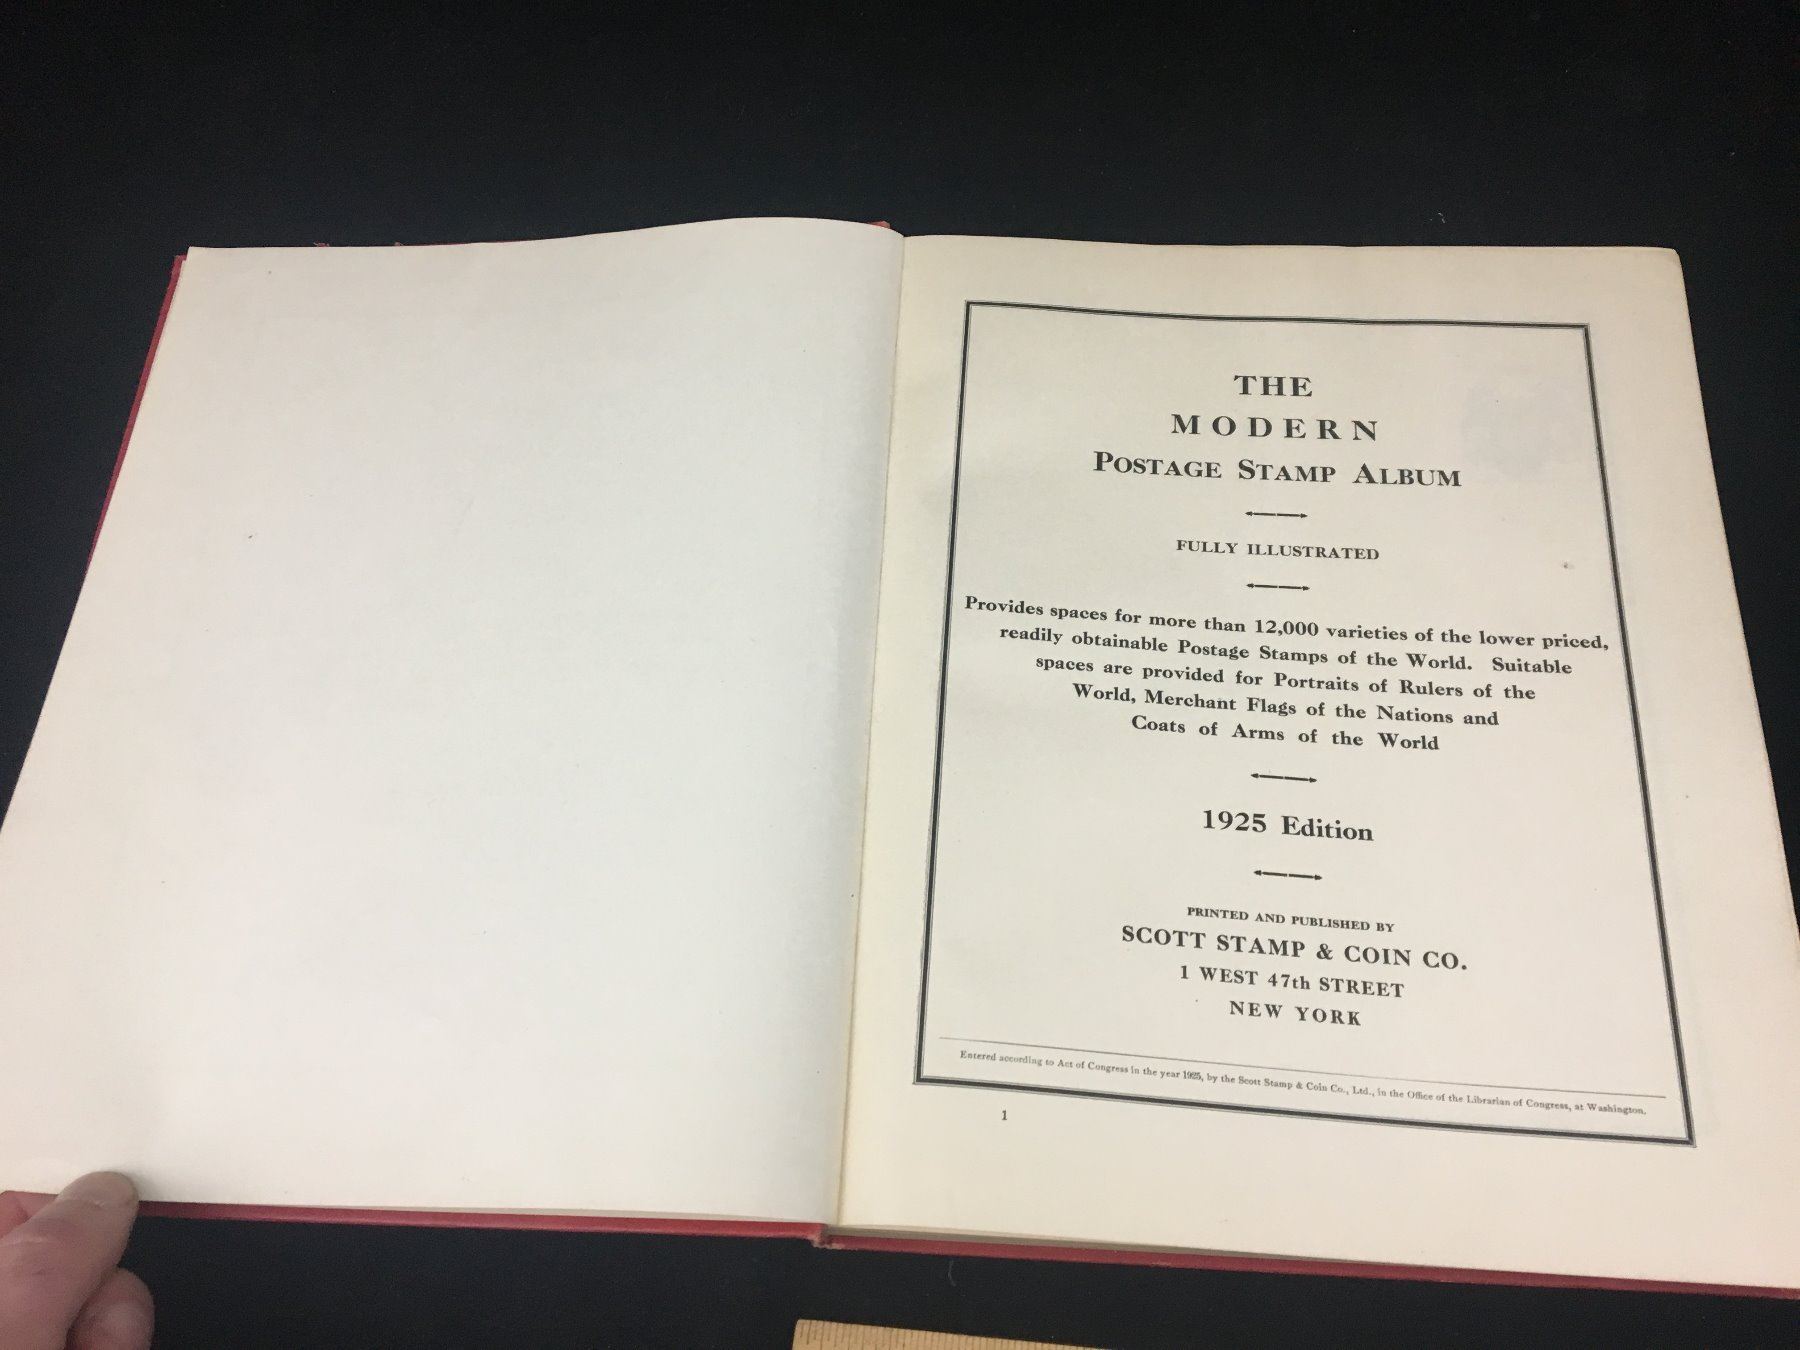 THE
MODERN
POSTAGE STAMP ALBUM
FULLY ILLUSTRATED
Provides spaces for more than 12,000 varieties of the lower priced,
readily obtainable Postage Stamps of the World. Suitable
spaces are provided for Portraits of Rulers of the
World, Merchant Flags of the Nations and
Coats of Arms of the World
1925 Edition
PRINTED AND PUBLISHED BY
SCOTT STAMP & COIN CO.
1 WEST 47th STREET
NEW YORK
Entered according to Act of Congress in the year 1925, by the Scott Stamp & Coin Co., Ltd., in the Office of the Librarian of Congress, at Washington.
1